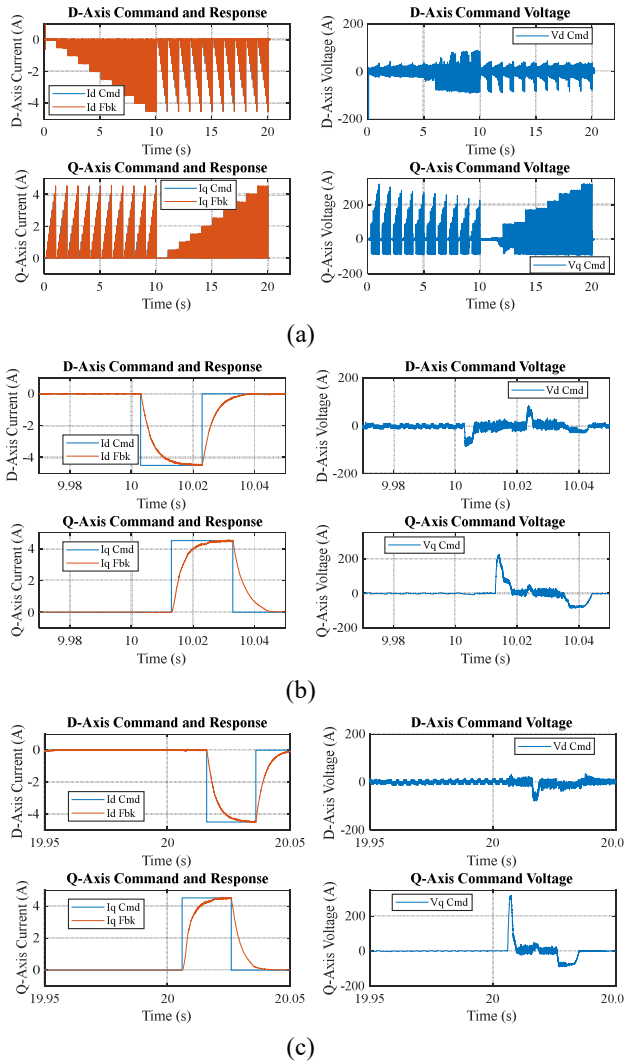 D-Axis Command and Response
D-Axis Current (A)
0
-2
-4
Id Cmd
Id Fbk
0 5 10 15 20
Time (s)
D-Axis Command Voltage
D-Axis Voltage (A)
200
0
-200
Vd Cmd
0 5 10 15 20
Time (s)
Q-Axis Command and Response
Q-Axis Current (A)
4
2
0
Iq Cmd
Iq Fbk
0 5 10 15 20
Time (s)
Q-Axis Command Voltage
Q-Axis Voltage (A)
200
0
-200
Vq Cmd
0 5 10 15 20
Time (s)
(a)
D-Axis Command and Response
D-Axis Current (A)
0
-2
-4
Id Cmd
Id Fbk
9.98 10 10.02 10.04
Time (s)
D-Axis Command Voltage
D-Axis Voltage (A)
200
0
-200
Vd Cmd
9.98 10 10.02 10.04
Time (s)
Q-Axis Command and Response
Q-Axis Current (A)
4
2
0
Iq Cmd
Iq Fbk
9.98 10 10.02 10.04
Time (s)
Q-Axis Command Voltage
Q-Axis Voltage (A)
200
0
-200
Vq Cmd
9.98 10 10.02 10.04
Time (s)
(b)
D-Axis Command and Response
D-Axis Current (A)
0
-2
-4
Id Cmd
Id Fbk
19.95 20 20.05
Time (s)
D-Axis Command Voltage
D-Axis Voltage (A)
200
0
-200
Vd Cmd
19.95 20 20.0
Time (s)
Q-Axis Command and Response
Q-Axis Current (A)
4
2
0
Iq Cmd
Iq Fbk
19.95 20 20.05
Time (s)
Q-Axis Command Voltage
Q-Axis Voltage (A)
200
0
-200
Vq Cmd
19.95 20 20.0
Time (s)
(c)